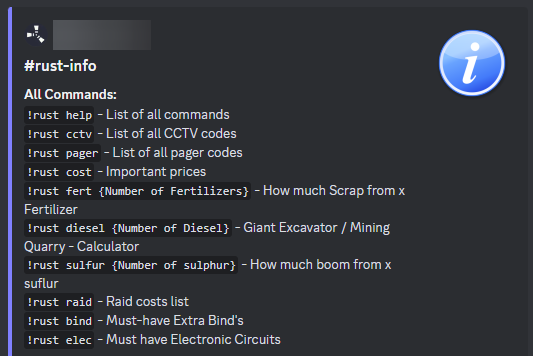 #rust-info
All Commands:
!rust help - List of all commands
!rust cctv - List of all CCTV codes
!rust pager - List of all pager codes
!rust cost - Important prices
!rust fert {Number of Fertilizers} - How much Scrap from x
Fertilizer
!rust diesel {Number of Diesel} - Giant Excavator / Mining
Quarry - Calculator
!rust sulfur {Number of sulphur} - How much boom from x
suflur
!rust raid - Raid costs list
!rust bind - Must-have Extra Bind's
!rust elec - Must have Electronic Circuits
i